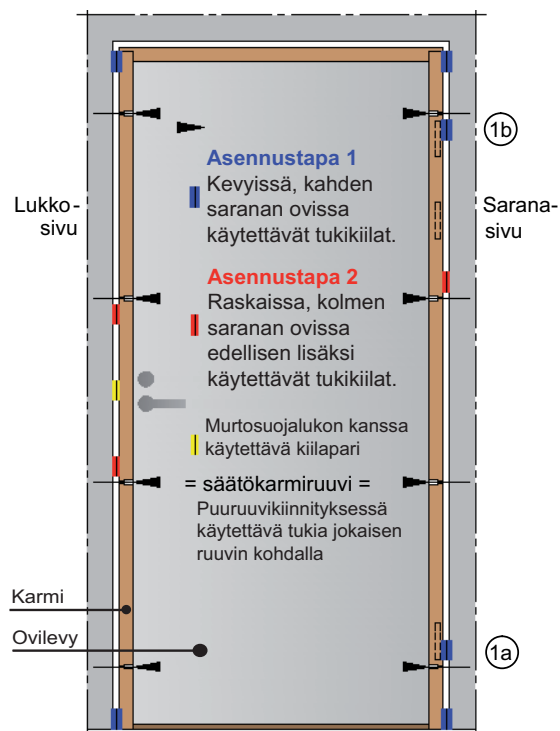 1b
Asennustapa 1
Kevyissä, kahden
saranan ovissa
käytettävät tukikiilat.
Lukko-
sivu
Sarana-
sivu
Asennustapa 2
Raskaissa, kolmen
saranan ovissa
edellisen lisäksi
käytettävät tukikiilat.
Murtosuojalukon kanssa
käytettävä kiilapari
= säätökarmiruuvi =
Puuruuvikiinnityksessä
käytettävä tukia jokaisen
ruuvin kohdalla
Karmi
Ovilevy
1a